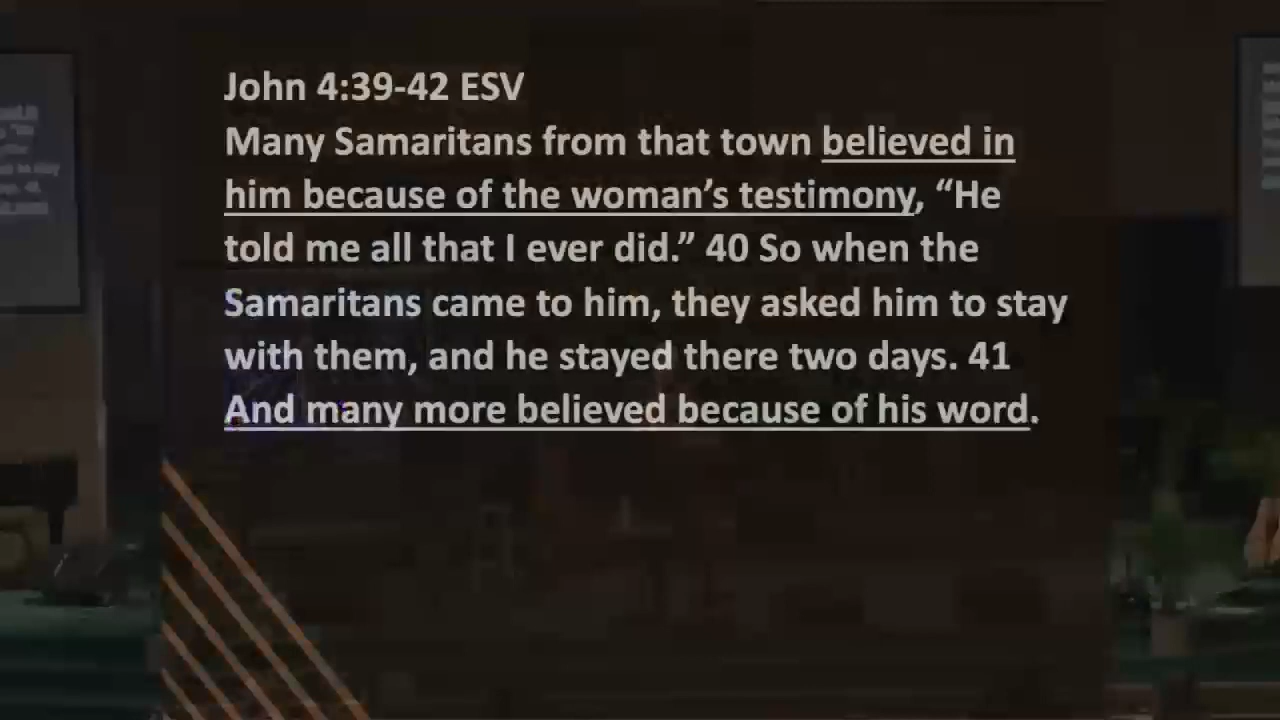 John 4:39-42 ESV
Many Samaritans from that town believed in
him because of the woman’s testimony, “He
told me all that I ever did.” 40 So when the
Samaritans came to him, they asked him to stay
with them, and he stayed there two days. 41
And many more believed because of his word.